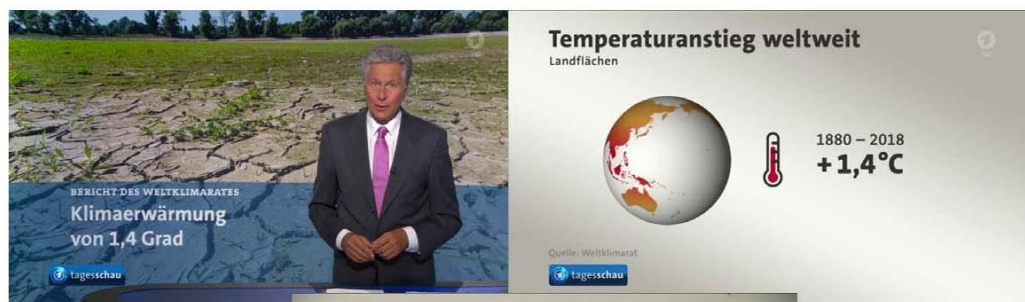 BERICHT DES WELTKLIMARATES
Klimaerwärmung
von 1,4 Grad
tagesschau
Temperaturanstieg weltweit
Landflächen
1880 – 2018
+ 1,4°C
Quelle: Weltklimarat
tagesschau